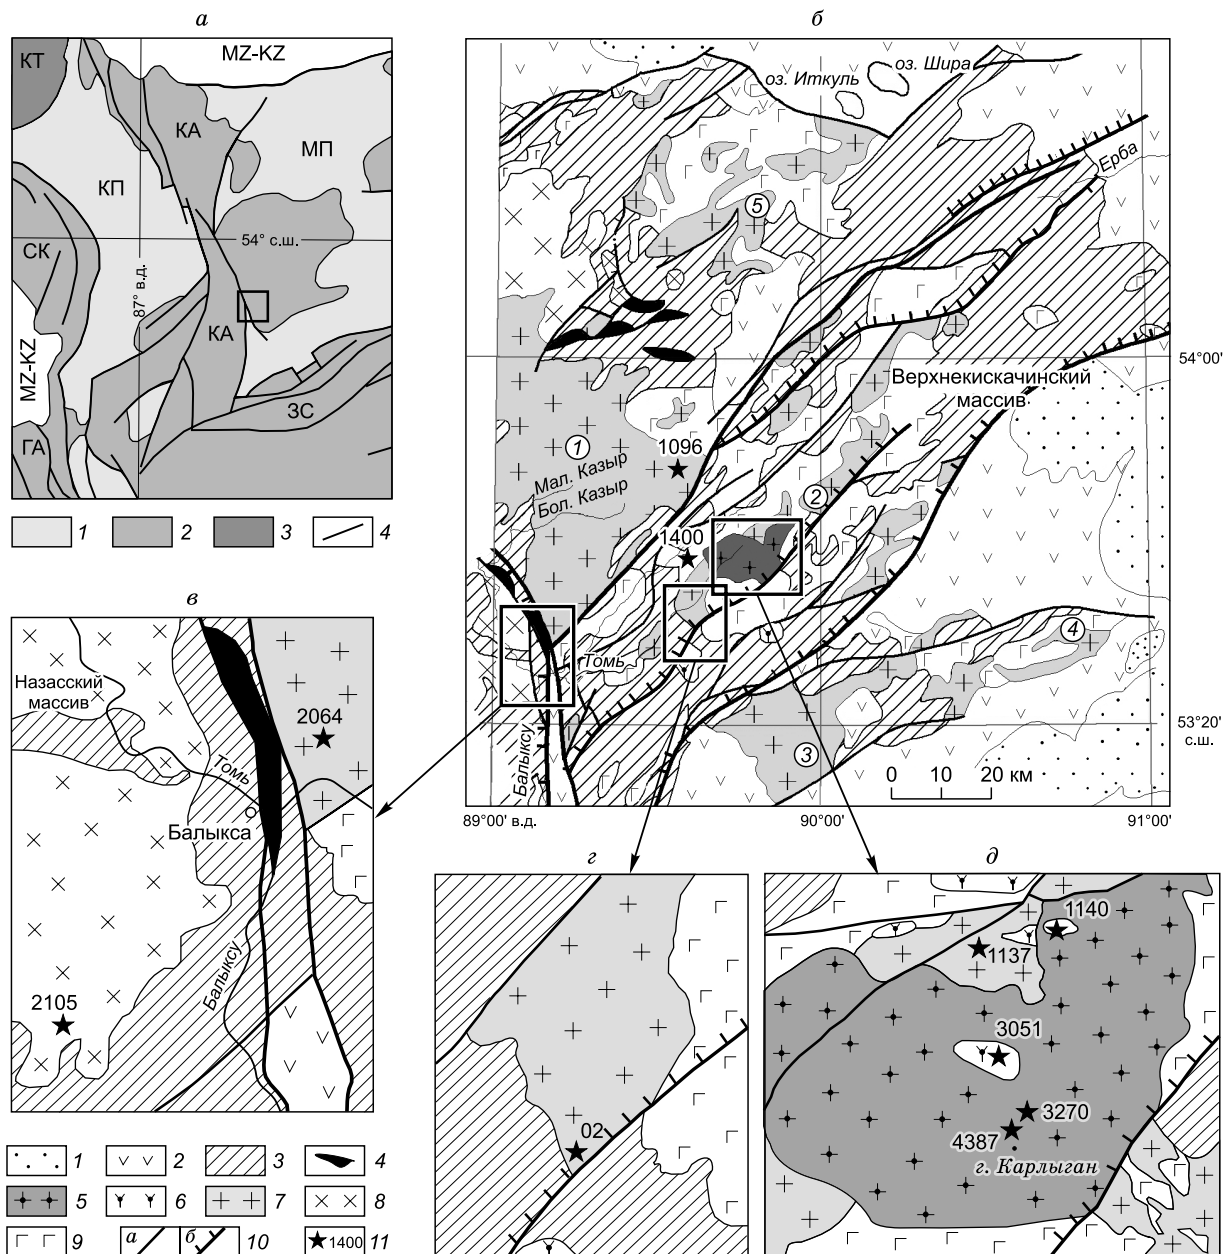 а
КТ
MZ-KZ
КА
МП
КП
СК
54° с.ш.
87° в.д.
КА
MZ-KZ
ЗС
ГА
1
2
3
4
б
оз. Иткуль
оз. Шира
Ерба
5
54°00'
Верхнекискачинский
массив
1
1096
Мал. Казыр
Бол. Казыр
2
1400
4
Томь
53°20'
с.ш.
3
Балыксу
0 10 20 км
89°00' в.д.
90°00'
91°00'
в
Назасский
массив
2064
Томь
Балыкса
Балыксу
2105
г
02
д
1140
1137
3051
3270
4387
г. Карлыган
1
2
3
4
5
6
7
8
9
а
б
10
1400
11